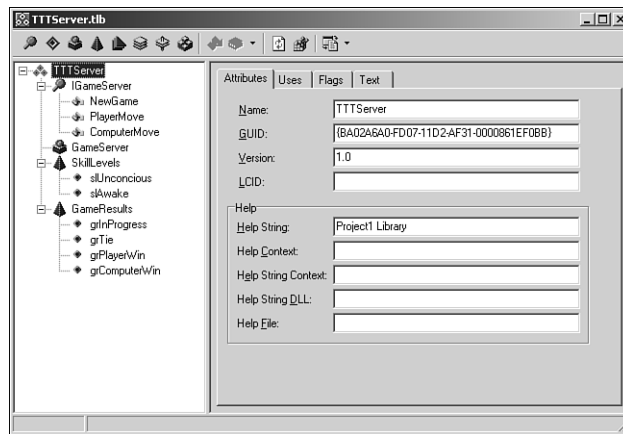 TTTServer.tlb
TTTServer
IGameServer
NewGame
PlayerMove
ComputerMove
GameServer
SkillLevels
slUnconcious
slAwake
GameResults
grInProgress
grTie
grPlayerWin
grComputerWin
Attributes Uses Flags Text
Name: TTTServer
GUID: {BA02A6A0-FD07-11D2-AF31-0000861EF0BB}
Version: 1.0
LCID:
Help
Help String: Project1 Library
Help Context:
Help String Context:
Help String DLL:
Help File: